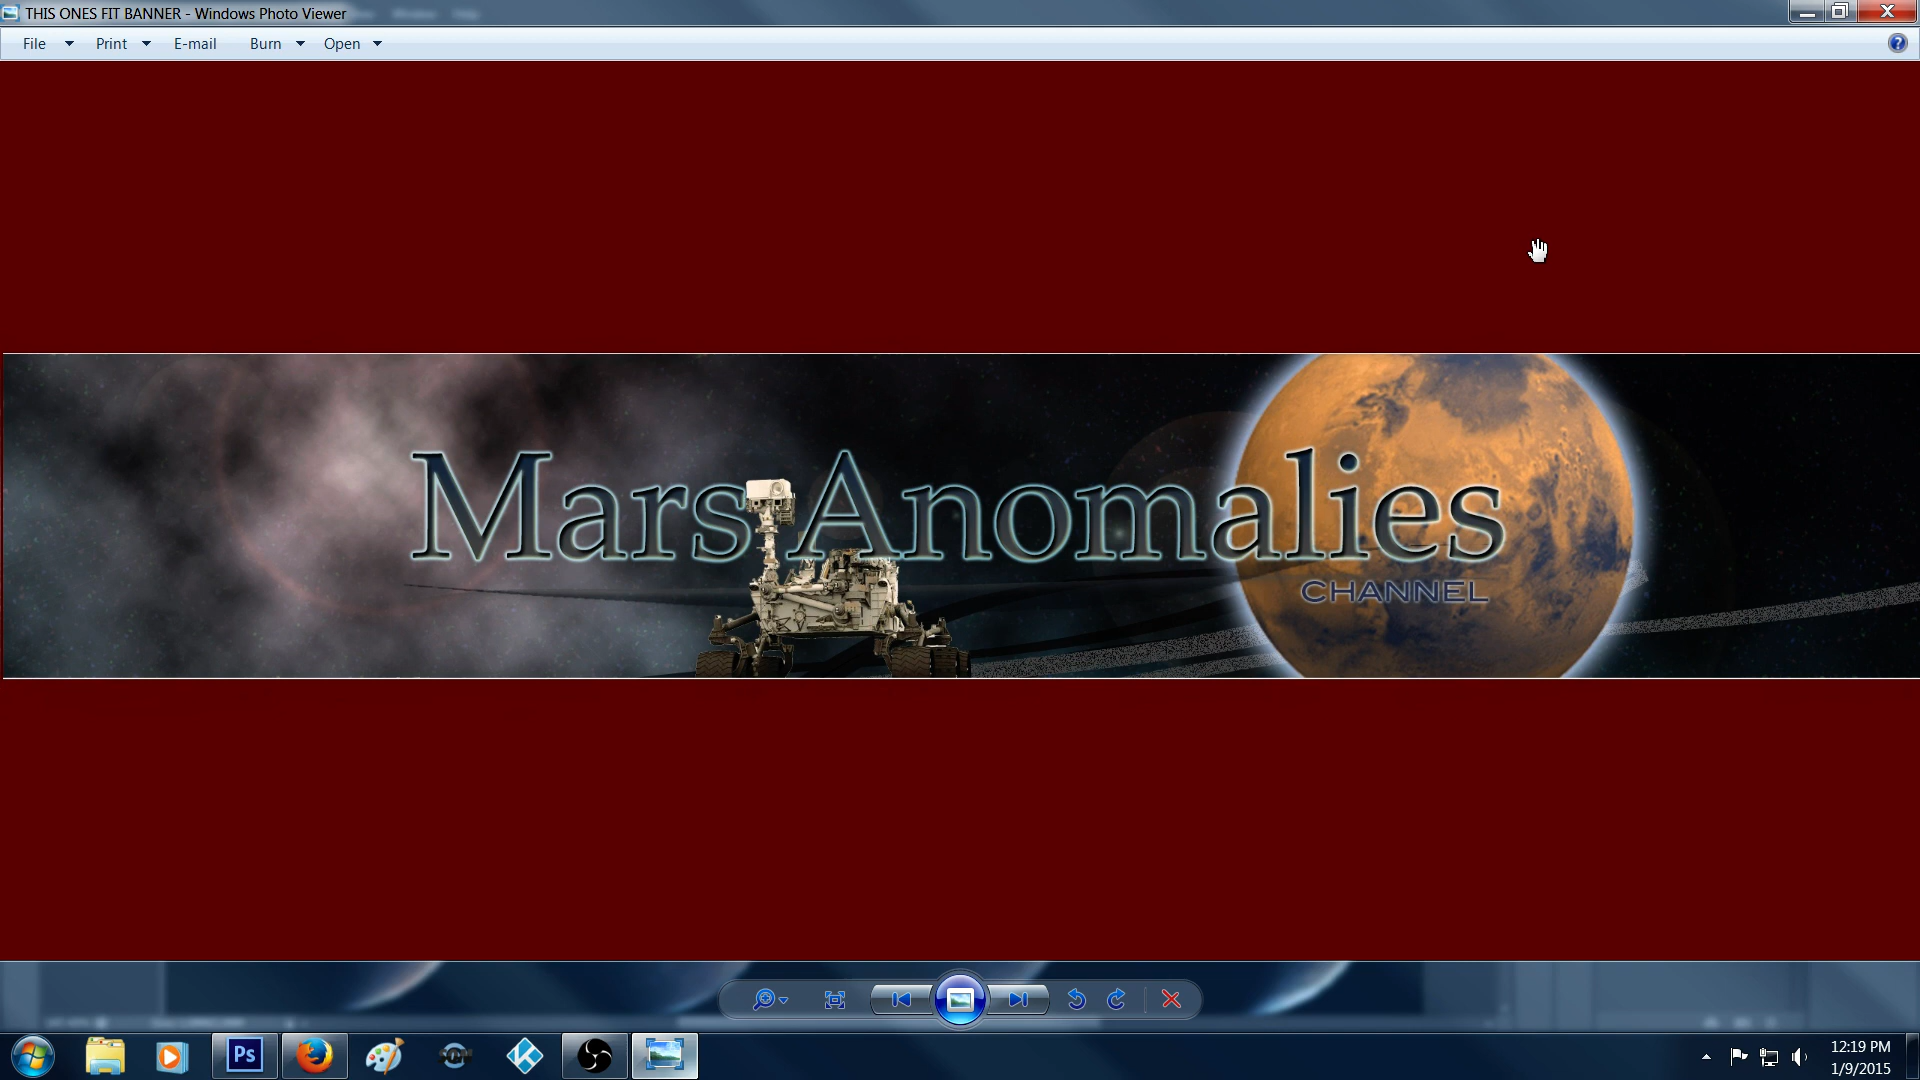 THIS ONES FIT BANNER - Windows Photo Viewer
File Print E-mail Burn Open
Mars Anomalies
CHANNEL
Ps
12:19 PM
1/9/2015